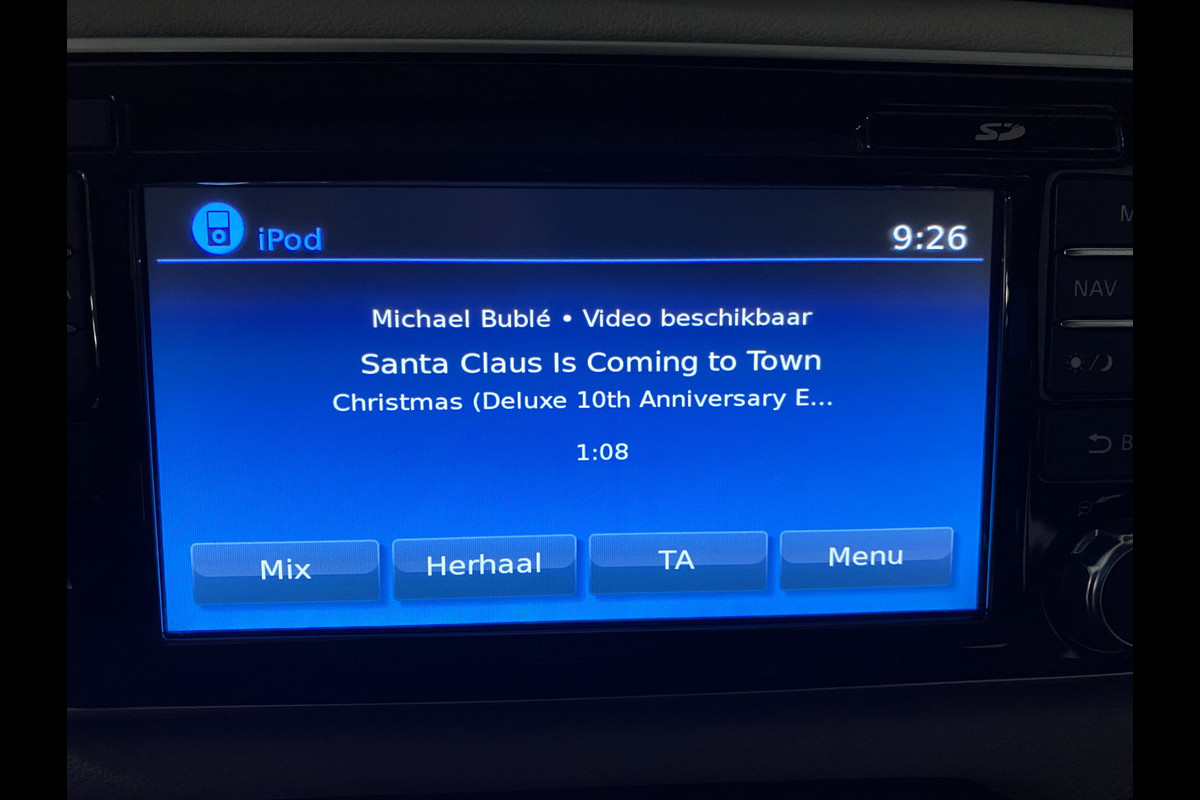 SD
iPod
9:26
Michael Bublé • Video beschikbaar
Santa Claus Is Coming to Town
Christmas (Deluxe 10th Anniversary E...
1:08
Mix
Herhaal
TA
Menu
M
NAV
B